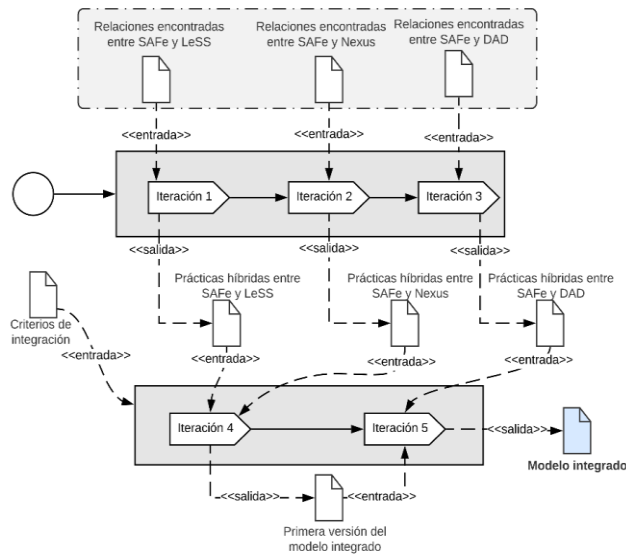 Relaciones encontradas
entre SAFe y LeSS
Relaciones encontradas
entre SAFe y Nexus
Relaciones encontradas
entre SAFe y DAD
<<entrada>>
<<entrada>>
<<entrada>>
Iteración 1
Iteración 2
Iteración 3
<<salida>>
<<salida>>
<<salida>>
Prácticas híbridas entre
SAFe y LeSS
Prácticas híbridas entre
SAFe y Nexus
Prácticas híbridas entre
SAFe y DAD
Criterios de
integración
<<entrada>>
<<entrada>>
<<entrada>>
<<entrada>>
Iteración 4
Iteración 5
<<salida>>
Modelo integrado
<<salida>>
<<entrada>>
Primera versión del
modelo integrado